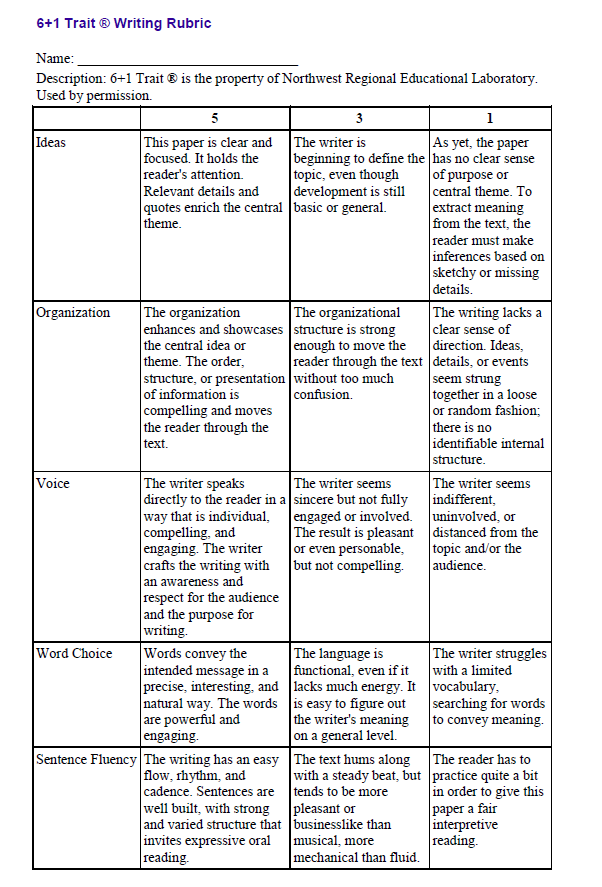 6+1 Trait ® Writing Rubric
Name: ________________________________
Description: 6+1 Trait ® is the property of Northwest Regional Educational Laboratory.
Used by permission.
5
3
1
Ideas
This paper is clear and
focused. It holds the
reader's attention.
Relevant details and
quotes enrich the central
theme.
The writer is
beginning to define the
topic, even though
development is still
basic or general.
As yet, the paper
has no clear sense
of purpose or
central theme. To
extract meaning
from the text, the
reader must make
inferences based on
sketchy or missing
details.
Organization
The organization
enhances and showcases
the central idea or
theme. The order,
structure, or presentation
of information is
compelling and moves
the reader through the
text.
The organizational
structure is strong
enough to move the
reader through the text
without too much
confusion.
The writing lacks a
clear sense of
direction. Ideas,
details, or events
seem strung
together in a loose
or random fashion;
there is no
identifiable internal
structure.
Voice
The writer speaks
directly to the reader in a
way that is individual,
compelling, and
engaging. The writer
crafts the writing with
an awareness and
respect for the audience
and the purpose for
writing.
The writer seems
sincere but not fully
engaged or involved.
The result is pleasant
or even personable,
but not compelling.
The writer seems
indifferent,
uninvolved, or
distanced from the
topic and/or the
audience.
Word Choice
Words convey the
intended message in a
precise, interesting, and
natural way. The words
are powerful and
engaging.
The language is
functional, even if it
lacks much energy. It
is easy to figure out
the writer's meaning
on a general level.
The writer struggles
with a limited
vocabulary,
searching for words
to convey meaning.
Sentence Fluency
The writing has an easy
flow, rhythm, and
cadence. Sentences are
well built, with strong
and varied structure that
invites expressive oral
reading.
The text hums along
with a steady beat, but
tends to be more
pleasant or
businesslike than
musical, more
mechanical than fluid.
The reader has to
practice quite a bit
in order to give this
paper a fair
interpretive
reading.